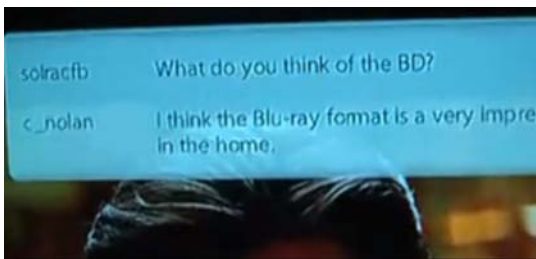 solracfb What do you think of the BD?
c_nolan I think the Blu-ray format is a very impre
in the home.